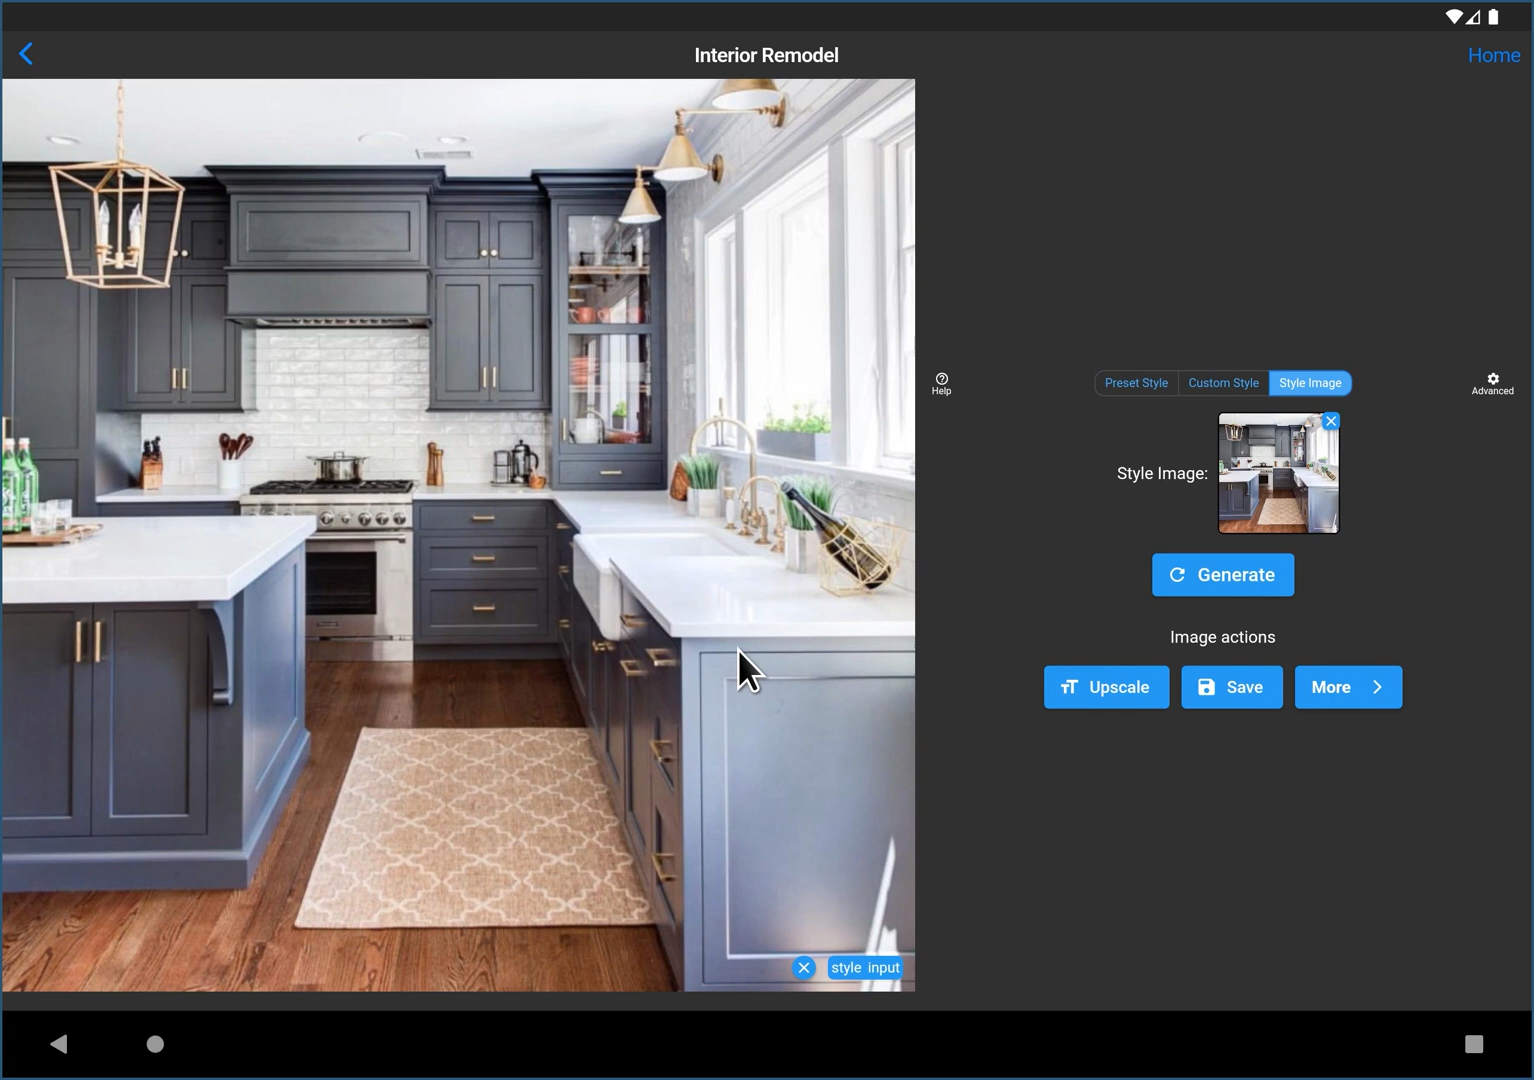 Interior Remodel
Home
Help
Preset Style
Custom Style
Style Image
Advanced
Style Image:
Generate
Image actions
Upscale
Save
More
style input